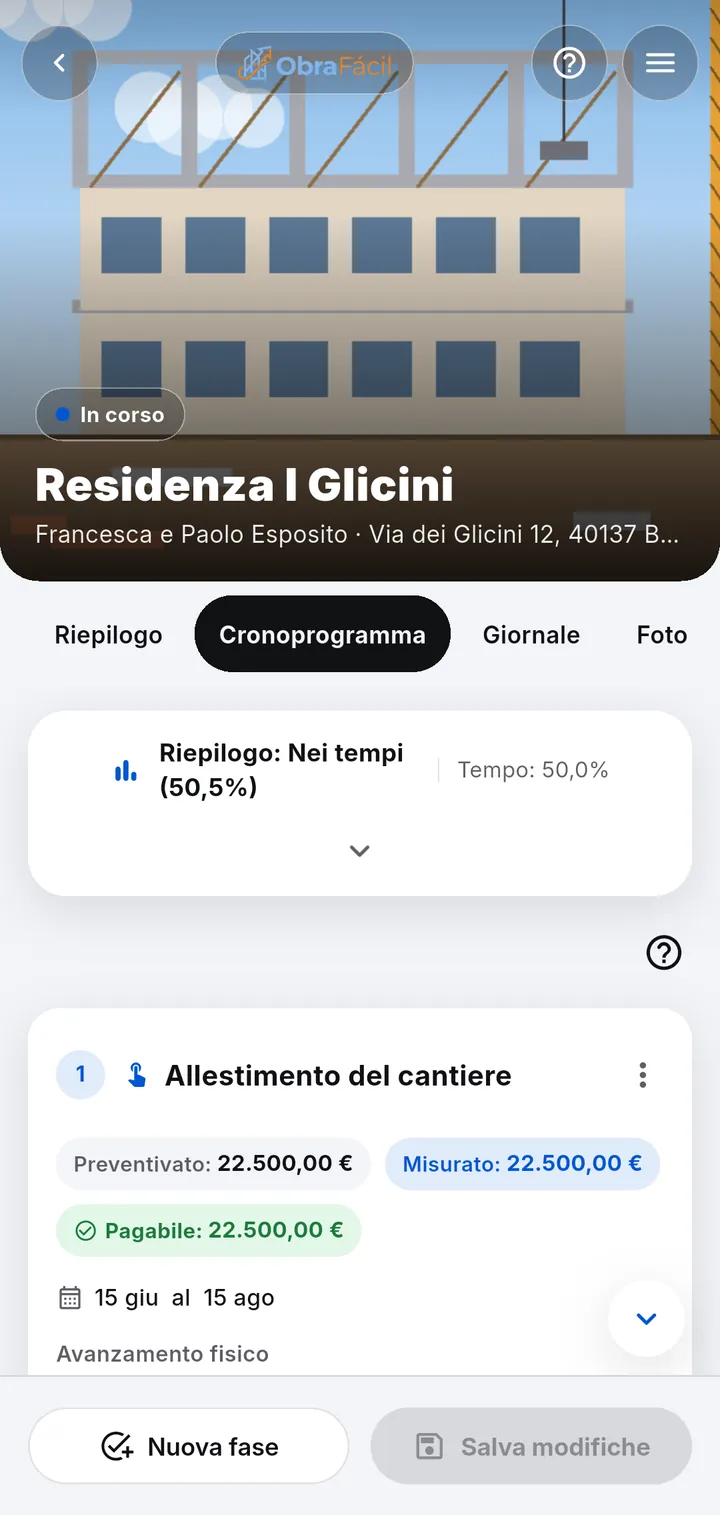 ObraFácil
In corso
Residenza I Glicini
Francesca e Paolo Esposito · Via dei Glicini 12, 40137 B...
Riepilogo Cronoprogramma Giornale Foto
Riepilogo: Nei tempi
(50,5%)
Tempo: 50,0%
1 Allestimento del cantiere
Preventivato: 22.500,00 € Misurato: 22.500,00 €
Pagabile: 22.500,00 €
15 giu al 15 ago
Avanzamento fisico
Nuova fase Salva modifiche